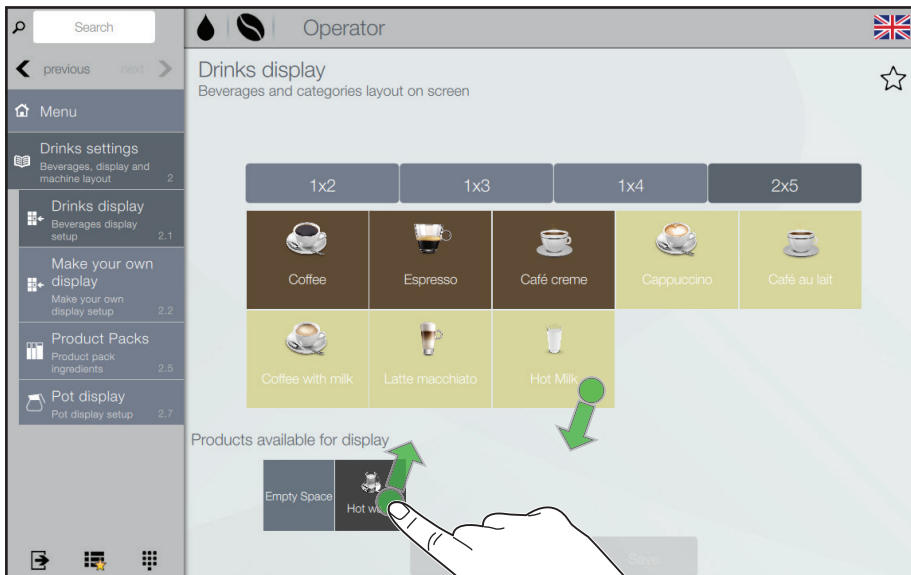 Search
Operator
previous
next
Menu
Drinks settings
Beverages, display and
machine layout
2
Drinks display
Beverages display
setup
2.1
Make your own
display
Make your own
display setup
2.2
Product Packs
Product pack
ingredients
2.5
Pot display
Pot display setup
2.7
Drinks display
Beverages and categories layout on screen
1x2
1x3
1x4
2x5
Coffee
Espresso
Café creme
Cappuccino
Café au lait
Coffee with milk
Latte macchiato
Hot Milk
Products available for display
Empty Space
Hot
Save